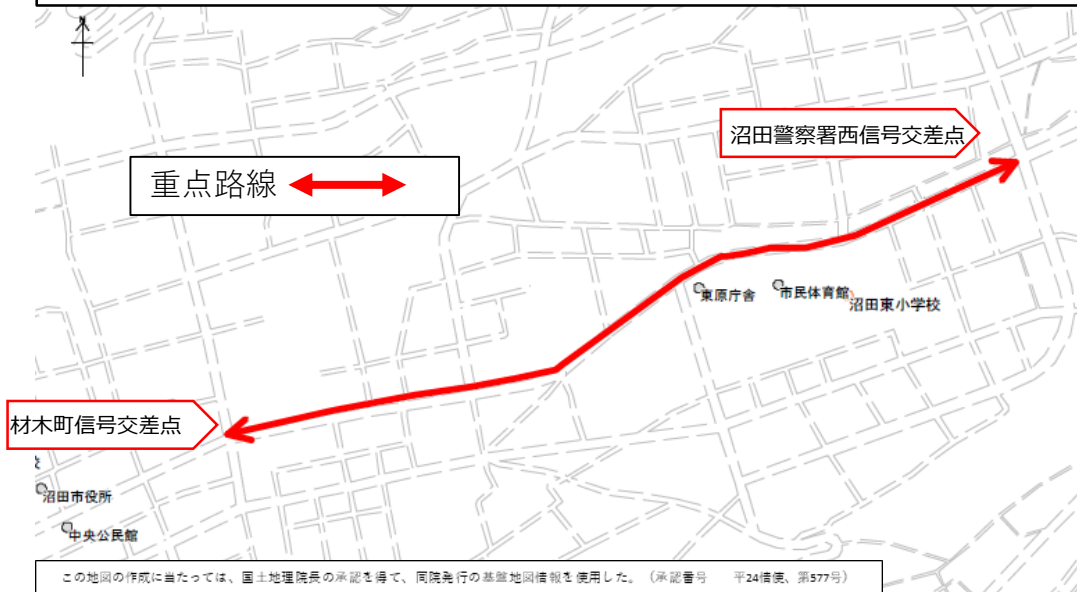 沼田警察署西信号交差点
重点路線
東原庁舎
市民体育館
沼田東小学校
材木町信号交差点
校
沼田市役所
中央公民館
この地図の作成に当たっては、国土地理院長の承認を得て、同院発行の基盤地図情報を使用した。（承認番号　平24情使、第577号）